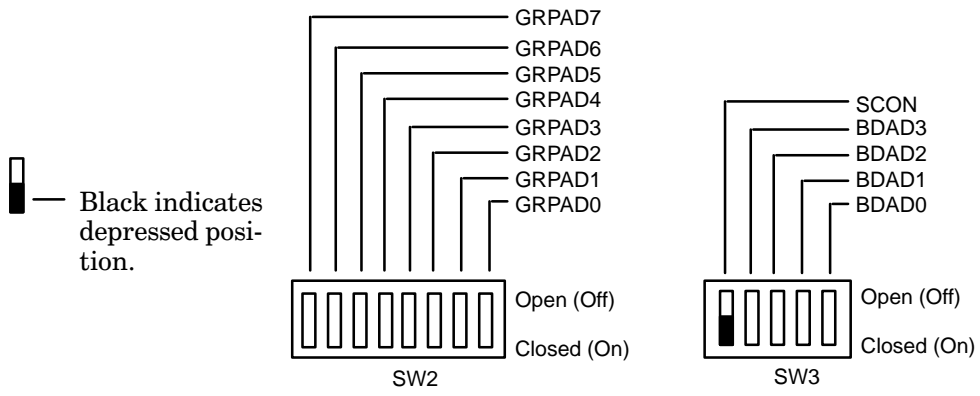 GRPAD7
GRPAD6
GRPAD5
GRPAD4
GRPAD3
GRPAD2
GRPAD1
GRPAD0
SCON
BDAD3
BDAD2
BDAD1
BDAD0
Black indicates
depressed posi-
tion.
Open (Off)
Closed (On)
SW2
Open (Off)
Closed (On)
SW3